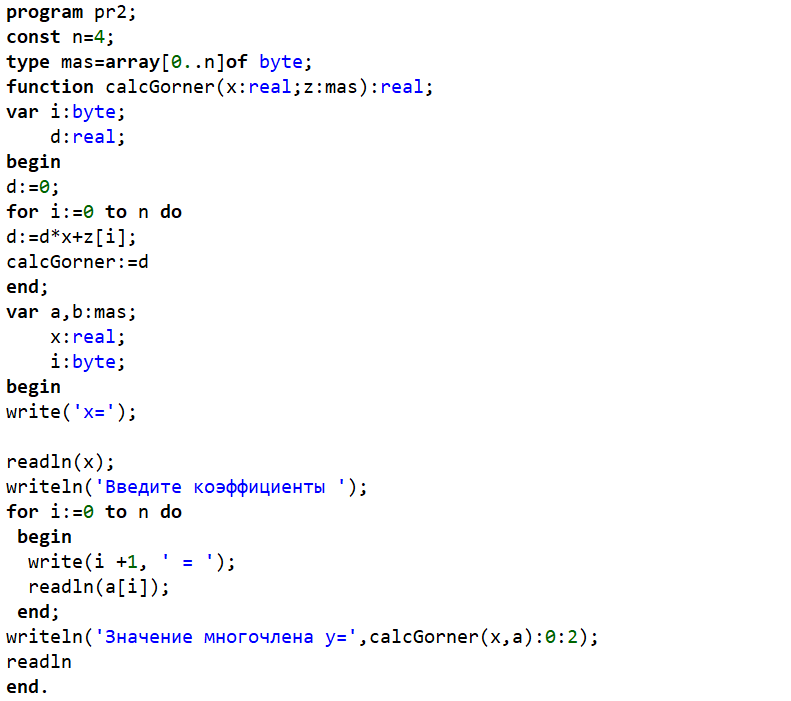 program pr2;
const n=4;
type mas=array[0..n]of byte;
function calcGorner(x:real;z:mas):real;
var i:byte;
    d:real;
begin
d:=0;
for i:=0 to n do
d:=d*x+z[i];
calcGorner:=d
end;
var a,b:mas;
    x:real;
    i:byte;
begin
write('x=');
readln(x);
writeln('Введите коэффициенты ');
for i:=0 to n do
 begin
  write(i +1, ' = ');
  readln(a[i]);
 end;
writeln('Значение многочлена y=',calcGorner(x,a):0:2);
readln
end.